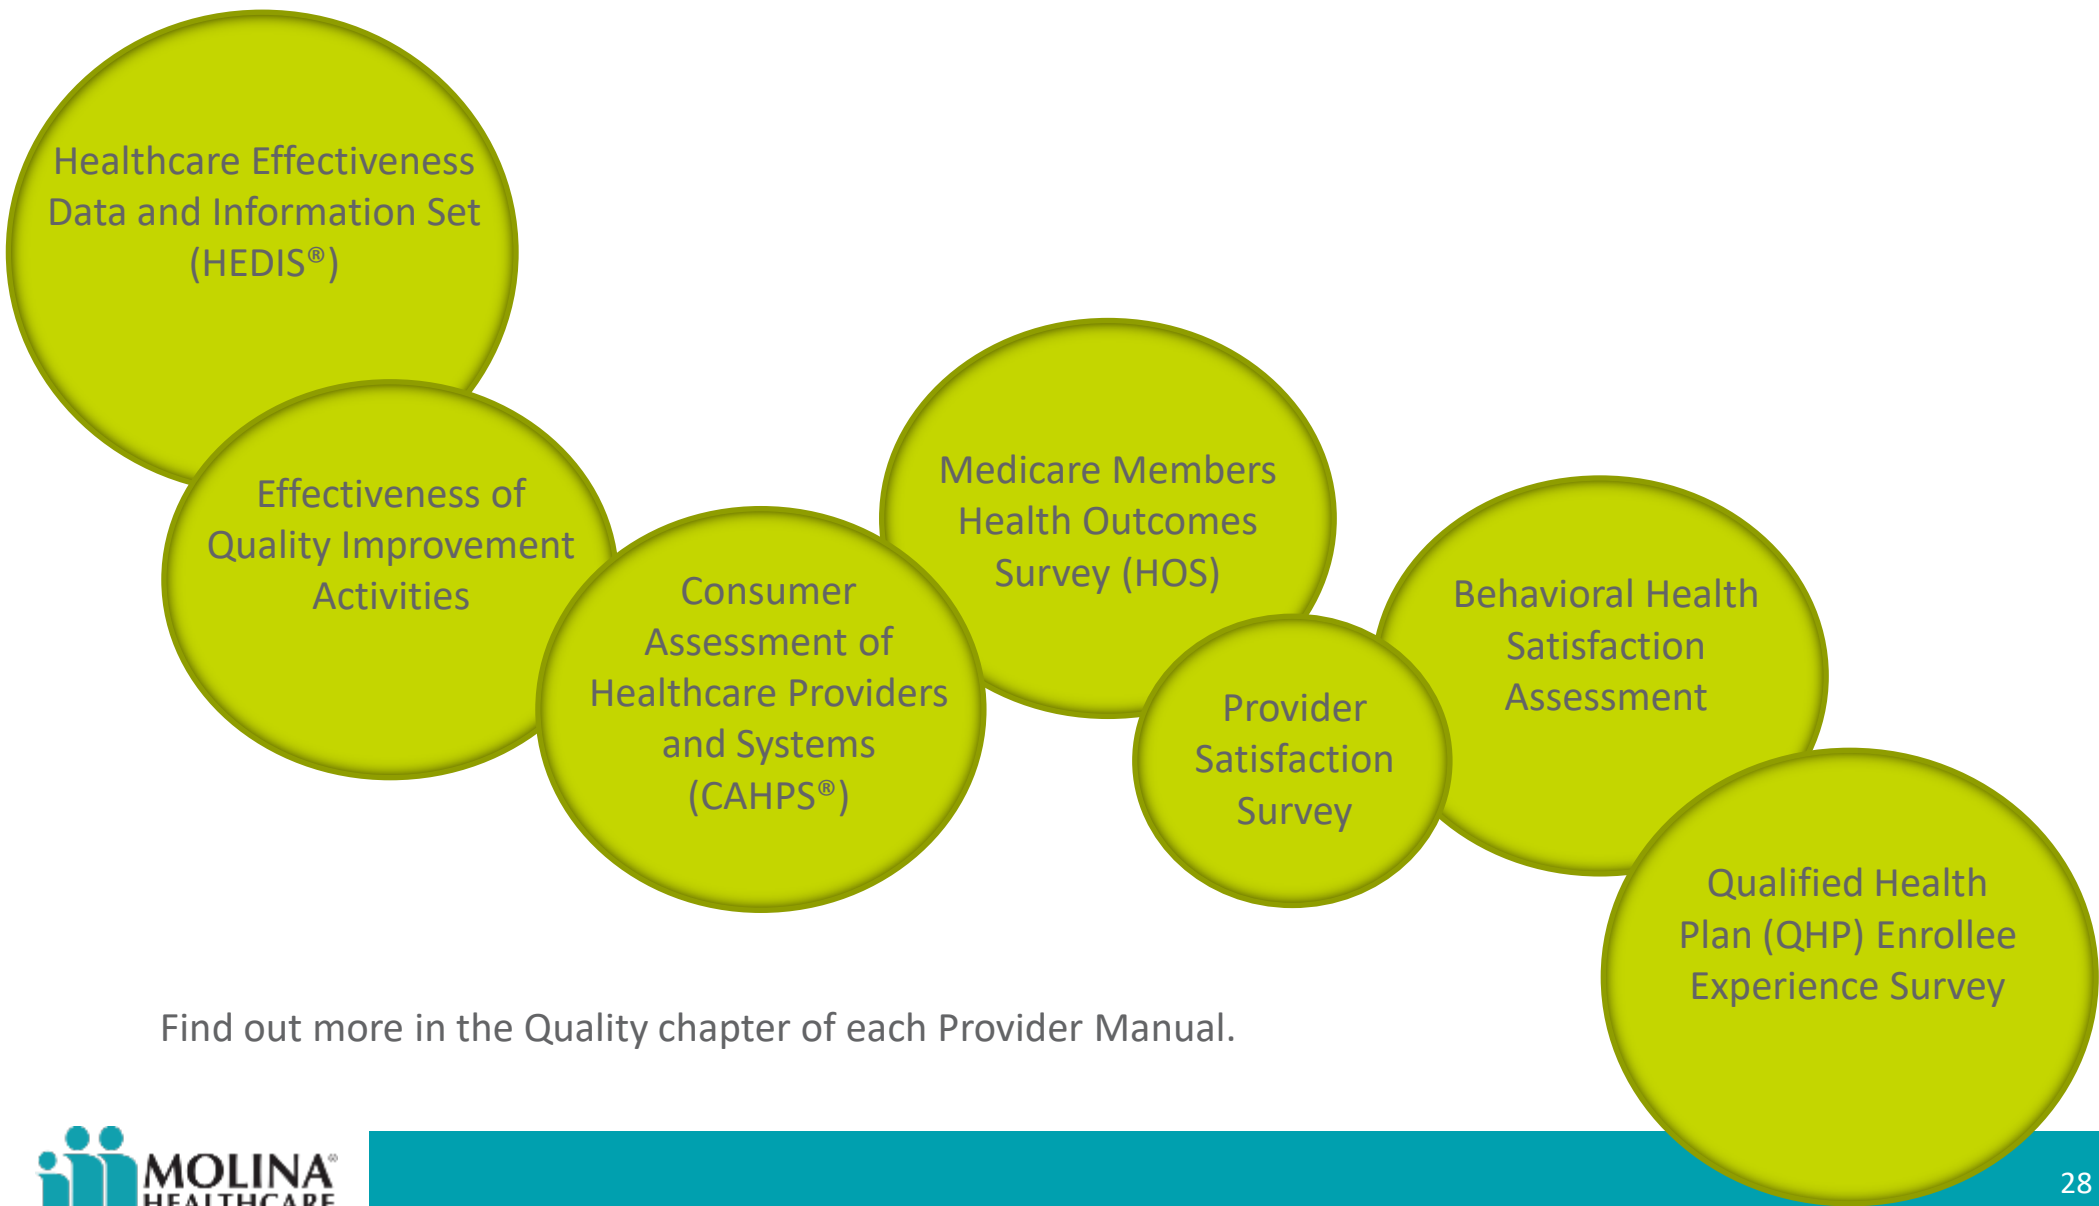 Healthcare Effectiveness
Data and Information Set
(HEDIS®)
Effectiveness of
Quality Improvement
Activities
Consumer
Assessment of
Healthcare Providers
and Systems
(CAHPS®)
Medicare Members
Health Outcomes
Survey (HOS)
Provider
Satisfaction
Survey
Behavioral Health
Satisfaction
Assessment
Qualified Health
Plan (QHP) Enrollee
Experience Survey
Find out more in the Quality chapter of each Provider Manual.
MOLINA®
HEALTHCARE
28